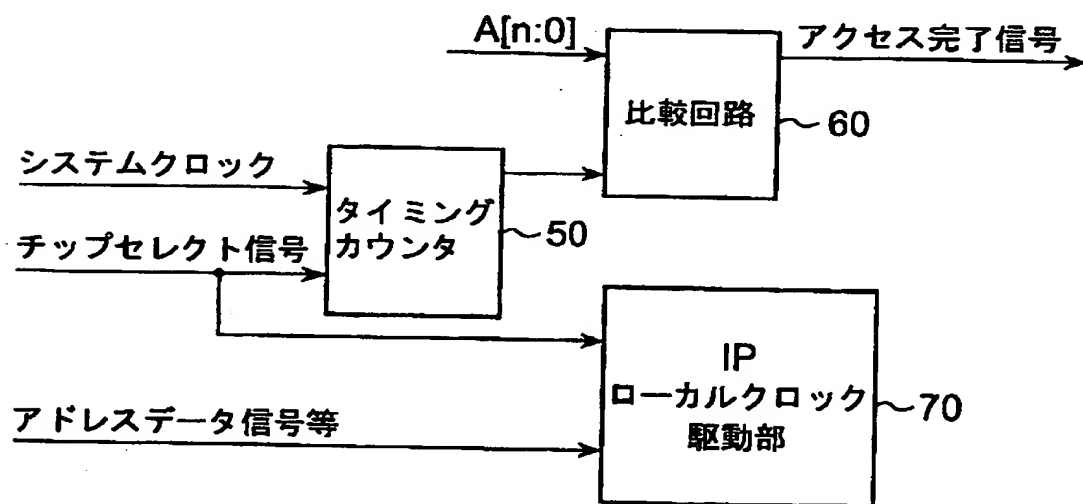 A[n:0]
アクセス完了信号
比較回路
60
システムクロック
タイミング
カウンタ
50
チップセレクト信号
IP
ローカルクロック
駆動部
70
アドレスデータ信号等